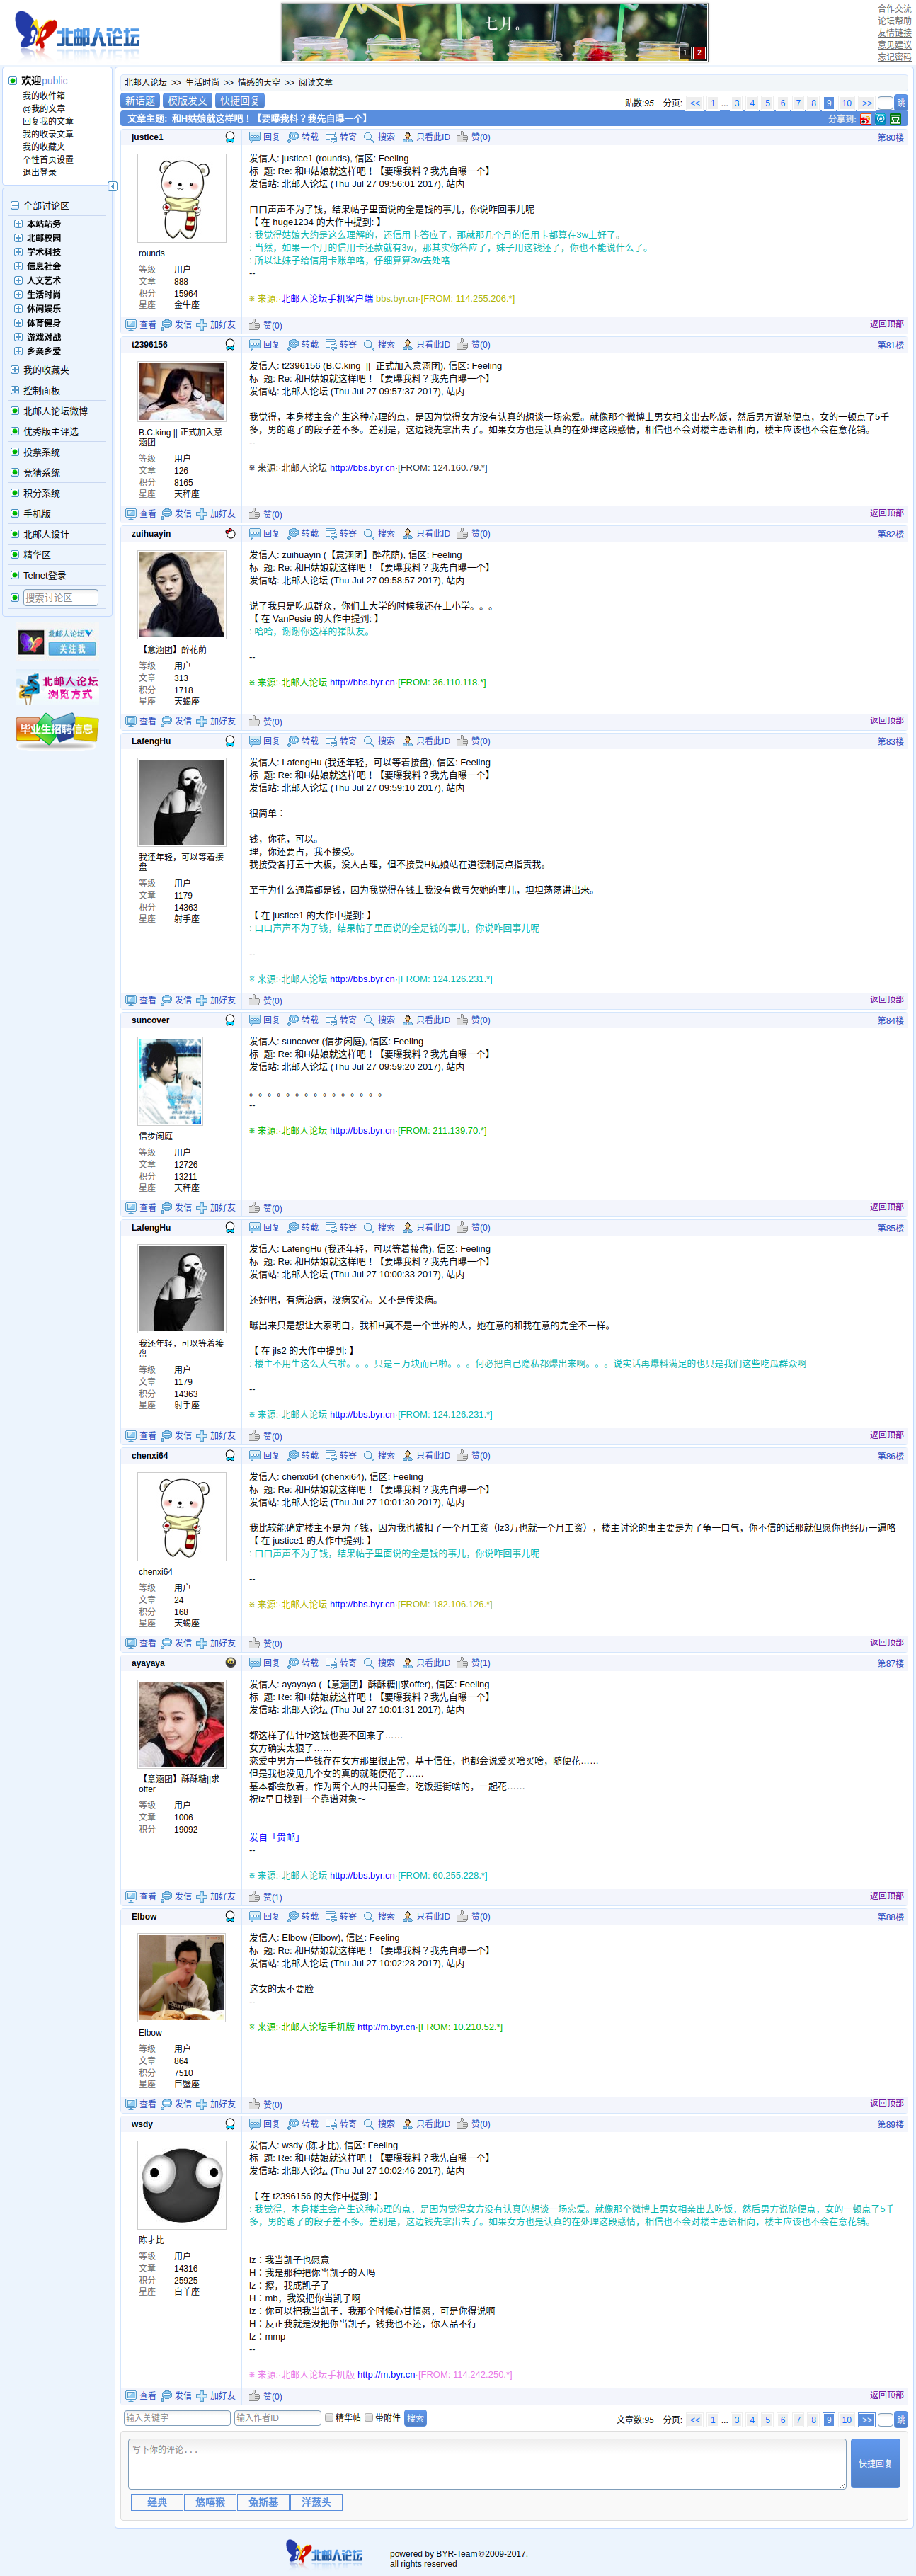 北邮人论坛
七月。
1 2
合作交流
论坛帮助
友情链接
意见建议
忘记密码
欢迎public
我的收件箱
@我的文章
回复我的文章
我的收录文章
我的收藏夹
个性首页设置
退出登录
全部讨论区
本站站务
北邮校园
学术科技
信息社会
人文艺术
生活时尚
休闲娱乐
体育健身
游戏对战
乡亲乡爱
我的收藏夹
控制面板
北邮人论坛微博
优秀版主评选
投票系统
竞猜系统
积分系统
手机版
北邮人设计
精华区
Telnet登录
搜索讨论区
北邮人论坛
关注我
北邮人论坛
浏览方式
毕业生招聘信息
北邮人论坛 >> 生活时尚 >> 情感的天空 >> 阅读文章
新话题 模版发文 快捷回复
贴数:95 分页: << 1 ... 3 4 5 6 7 8 9 10 >> 跳
文章主题: 和H姑娘就这样吧！【要曝我料？我先自曝一个】 分享到: 豆
justice1 回复 转载 转寄 搜索 只看此ID 赞(0) 第80楼
rounds
等级 用户
文章 888
积分 15964
星座 金牛座
发信人: justice1 (rounds), 信区: Feeling
标 题: Re: 和H姑娘就这样吧！【要曝我料？我先自曝一个】
发信站: 北邮人论坛 (Thu Jul 27 09:56:01 2017), 站内
口口声声不为了钱，结果帖子里面说的全是钱的事儿，你说咋回事儿呢
【 在 huge1234 的大作中提到: 】
: 我觉得姑娘大约是这么理解的，还信用卡答应了，那就那几个月的信用卡都算在3w上好了。
: 当然，如果一个月的信用卡还款就有3w，那其实你答应了，妹子用这钱还了，你也不能说什么了。
: 所以让妹子给信用卡账单咯，仔细算算3w去处咯
--
※ 来源: 北邮人论坛手机客户端 bbs.byr.cn·[FROM: 114.255.206.*]
查看 发信 加好友 赞(0) 返回顶部
t2396156 回复 转载 转寄 搜索 只看此ID 赞(0) 第81楼
B.C.king || 正式加入意
涵团
等级 用户
文章 126
积分 8165
星座 天秤座
发信人: t2396156 (B.C.king || 正式加入意涵团), 信区: Feeling
标 题: Re: 和H姑娘就这样吧！【要曝我料？我先自曝一个】
发信站: 北邮人论坛 (Thu Jul 27 09:57:37 2017), 站内
我觉得，本身楼主会产生这种心理的点，是因为觉得女方没有认真的想谈一场恋爱。就像那个微博上男女相亲出去吃饭，然后男方说随便点，女的一顿点了5千
多，男的跑了的段子差不多。差别是，这边钱先拿出去了。如果女方也是认真的在处理这段感情，相信也不会对楼主恶语相向，楼主应该也不会在意花销。
--
※ 来源:·北邮人论坛 http://bbs.byr.cn·[FROM: 124.160.79.*]
查看 发信 加好友 赞(0) 返回顶部
zuihuayin 回复 转载 转寄 搜索 只看此ID 赞(0) 第82楼
【意涵团】醉花荫
等级 用户
文章 313
积分 1718
星座 天蝎座
发信人: zuihuayin (【意涵团】醉花荫), 信区: Feeling
标 题: Re: 和H姑娘就这样吧！【要曝我料？我先自曝一个】
发信站: 北邮人论坛 (Thu Jul 27 09:58:57 2017), 站内
说了我只是吃瓜群众，你们上大学的时候我还在上小学。。。
【 在 VanPesie 的大作中提到: 】
: 哈哈，谢谢你这样的猪队友。
--
※ 来源:·北邮人论坛 http://bbs.byr.cn·[FROM: 36.110.118.*]
查看 发信 加好友 赞(0) 返回顶部
LafengHu 回复 转载 转寄 搜索 只看此ID 赞(0) 第83楼
我还年轻，可以等着接
盘
等级 用户
文章 1179
积分 14363
星座 射手座
发信人: LafengHu (我还年轻，可以等着接盘), 信区: Feeling
标 题: Re: 和H姑娘就这样吧！【要曝我料？我先自曝一个】
发信站: 北邮人论坛 (Thu Jul 27 09:59:10 2017), 站内
很简单：
钱，你花，可以。
理，你还要占，我不接受。
我接受各打五十大板，没人占理，但不接受H姑娘站在道德制高点指责我。
至于为什么通篇都是钱，因为我觉得在钱上我没有做亏欠她的事儿，坦坦荡荡讲出来。
【 在 justice1 的大作中提到: 】
: 口口声声不为了钱，结果帖子里面说的全是钱的事儿，你说咋回事儿呢
--
※ 来源:·北邮人论坛 http://bbs.byr.cn·[FROM: 124.126.231.*]
查看 发信 加好友 赞(0) 返回顶部
suncover 回复 转载 转寄 搜索 只看此ID 赞(0) 第84楼
信步闲庭
等级 用户
文章 12726
积分 13211
星座 天秤座
发信人: suncover (信步闲庭), 信区: Feeling
标 题: Re: 和H姑娘就这样吧！【要曝我料？我先自曝一个】
发信站: 北邮人论坛 (Thu Jul 27 09:59:20 2017), 站内
。。。。。。。。。。。。。。。
--
※ 来源:·北邮人论坛 http://bbs.byr.cn·[FROM: 211.139.70.*]
查看 发信 加好友 赞(0) 返回顶部
LafengHu 回复 转载 转寄 搜索 只看此ID 赞(0) 第85楼
我还年轻，可以等着接
盘
等级 用户
文章 1179
积分 14363
星座 射手座
发信人: LafengHu (我还年轻，可以等着接盘), 信区: Feeling
标 题: Re: 和H姑娘就这样吧！【要曝我料？我先自曝一个】
发信站: 北邮人论坛 (Thu Jul 27 10:00:33 2017), 站内
还好吧，有病治病，没病安心。又不是传染病。
曝出来只是想让大家明白，我和H真不是一个世界的人，她在意的和我在意的完全不一样。
【 在 jls2 的大作中提到: 】
: 楼主不用生这么大气啦。。。只是三万块而已啦。。。何必把自己隐私都爆出来啊。。。说实话再爆料满足的也只是我们这些吃瓜群众啊
--
※ 来源:·北邮人论坛 http://bbs.byr.cn·[FROM: 124.126.231.*]
查看 发信 加好友 赞(0) 返回顶部
chenxi64 回复 转载 转寄 搜索 只看此ID 赞(0) 第86楼
chenxi64
等级 用户
文章 24
积分 168
星座 天蝎座
发信人: chenxi64 (chenxi64), 信区: Feeling
标 题: Re: 和H姑娘就这样吧！【要曝我料？我先自曝一个】
发信站: 北邮人论坛 (Thu Jul 27 10:01:30 2017), 站内
我比较能确定楼主不是为了钱，因为我也被扣了一个月工资（lz3万也就一个月工资），楼主讨论的事主要是为了争一口气，你不信的话那就但愿你也经历一遍咯
【 在 justice1 的大作中提到: 】
: 口口声声不为了钱，结果帖子里面说的全是钱的事儿，你说咋回事儿呢
--
※ 来源:·北邮人论坛 http://bbs.byr.cn·[FROM: 182.106.126.*]
查看 发信 加好友 赞(0) 返回顶部
ayayaya 回复 转载 转寄 搜索 只看此ID 赞(1) 第87楼
【意涵团】酥酥糖||求
offer
等级 用户
文章 1006
积分 19092
发信人: ayayaya (【意涵团】酥酥糖||求offer), 信区: Feeling
标 题: Re: 和H姑娘就这样吧！【要曝我料？我先自曝一个】
发信站: 北邮人论坛 (Thu Jul 27 10:01:31 2017), 站内
都这样了估计lz这钱也要不回来了……
女方确实太狠了……
恋爱中男方一些钱存在女方那里很正常，基于信任，也都会说爱买啥买啥，随便花……
但是我也没见几个女的真的就随便花了……
基本都会放着，作为两个人的共同基金，吃饭逛街啥的，一起花……
祝lz早日找到一个靠谱对象～
发自「贵邮」
--
※ 来源:·北邮人论坛 http://bbs.byr.cn·[FROM: 60.255.228.*]
查看 发信 加好友 赞(1) 返回顶部
Elbow 回复 转载 转寄 搜索 只看此ID 赞(0) 第88楼
Elbow
等级 用户
文章 864
积分 7510
星座 巨蟹座
发信人: Elbow (Elbow), 信区: Feeling
标 题: Re: 和H姑娘就这样吧！【要曝我料？我先自曝一个】
发信站: 北邮人论坛 (Thu Jul 27 10:02:28 2017), 站内
这女的太不要脸
--
※ 来源:·北邮人论坛手机版 http://m.byr.cn·[FROM: 10.210.52.*]
查看 发信 加好友 赞(0) 返回顶部
wsdy 回复 转载 转寄 搜索 只看此ID 赞(0) 第89楼
陈才比
等级 用户
文章 14316
积分 25925
星座 白羊座
发信人: wsdy (陈才比), 信区: Feeling
标 题: Re: 和H姑娘就这样吧！【要曝我料？我先自曝一个】
发信站: 北邮人论坛 (Thu Jul 27 10:02:46 2017), 站内
【 在 t2396156 的大作中提到: 】
: 我觉得，本身楼主会产生这种心理的点，是因为觉得女方没有认真的想谈一场恋爱。就像那个微博上男女相亲出去吃饭，然后男方说随便点，女的一顿点了5千
多，男的跑了的段子差不多。差别是，这边钱先拿出去了。如果女方也是认真的在处理这段感情，相信也不会对楼主恶语相向，楼主应该也不会在意花销。
lz：我当凯子也愿意
H：我是那种把你当凯子的人吗
lz：擦，我成凯子了
H：mb，我没把你当凯子啊
lz：你可以把我当凯子，我那个时候心甘情愿，可是你得说啊
H：反正我就是没把你当凯子，钱我也不还，你人品不行
lz：mmp
--
※ 来源:·北邮人论坛手机版 http://m.byr.cn·[FROM: 114.242.250.*]
查看 发信 加好友 赞(0) 返回顶部
输入关键字 输入作者ID 精华帖 带附件 搜索 文章数:95 分页: << 1 ... 3 4 5 6 7 8 9 10 >> 跳
写下你的评论...
快捷回复
经典 悠嘻猴 兔斯基 洋葱头
北邮人论坛
powered by BYR-Team©2009-2017.
all rights reserved